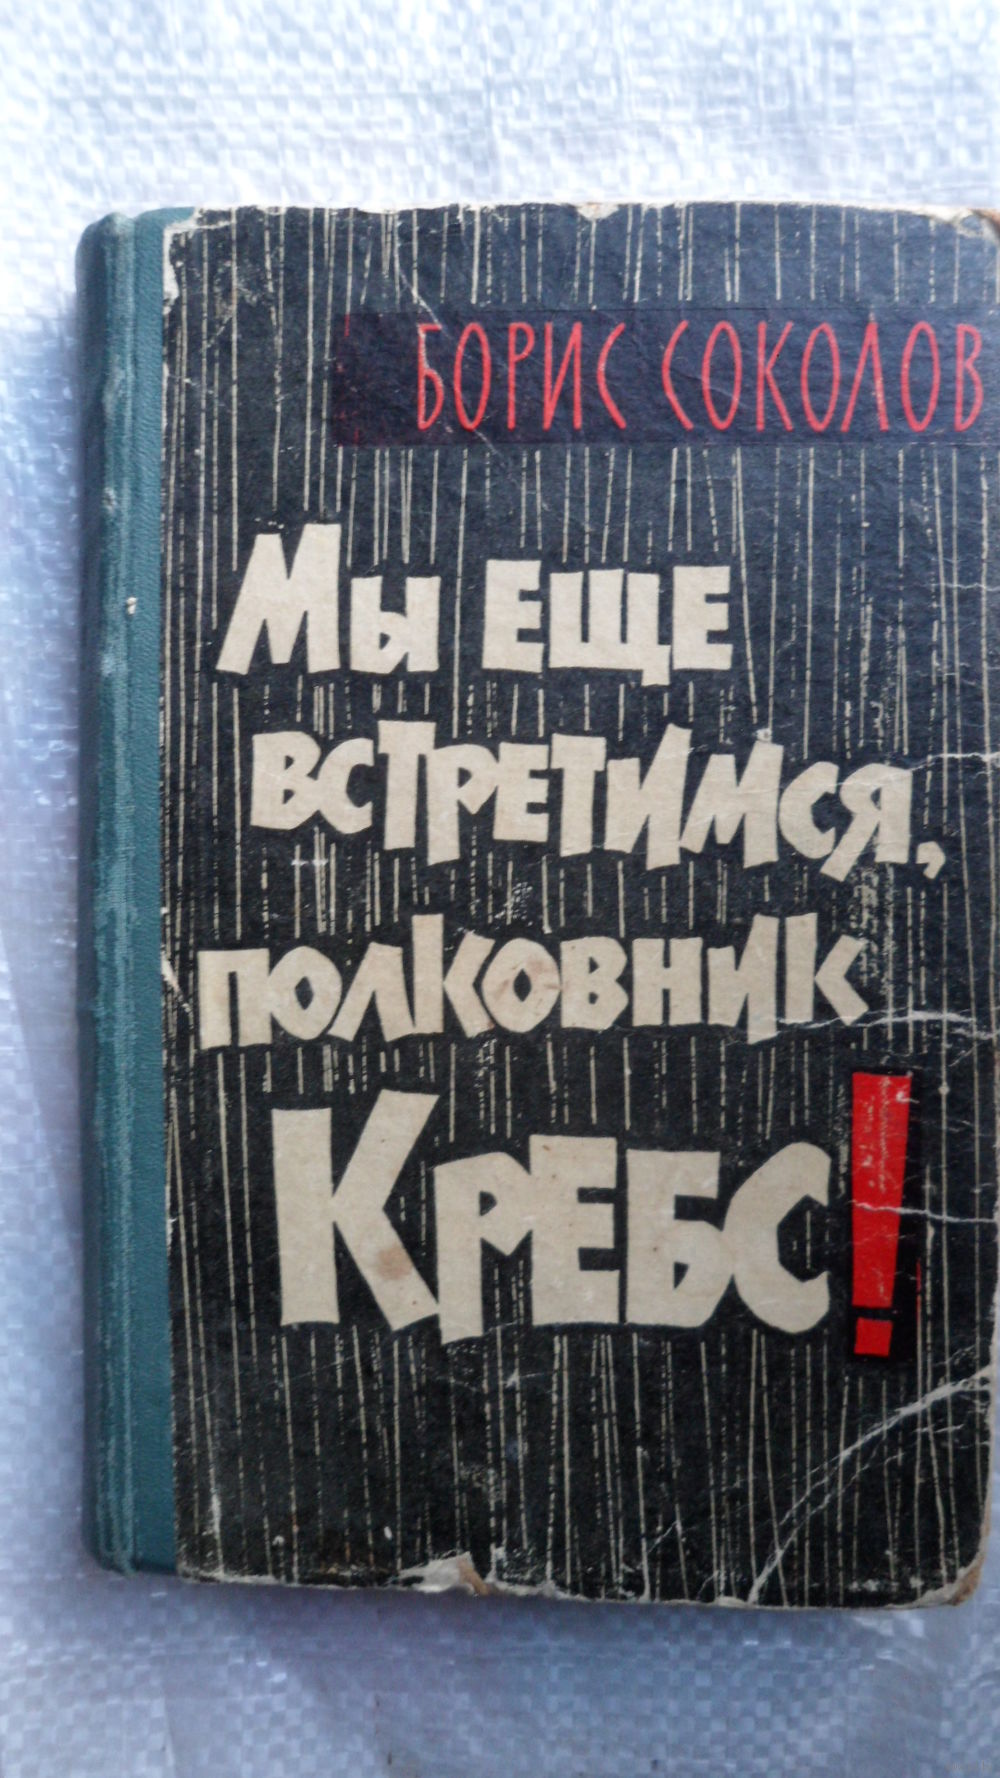 БОРИС СОКОЛОВ
Мы еще
встретимся,
полковник
Кребс!